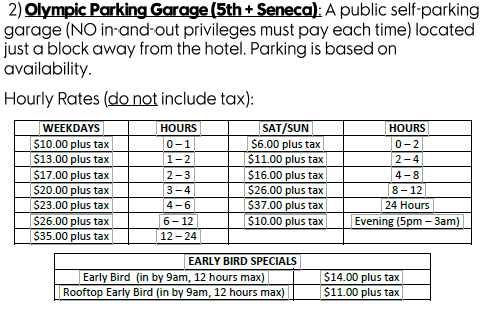 2) Olympic Parking Garage (5th + Seneca): A public self-parking
garage (NO in-and-out privileges must pay each time) located
just a block away from the hotel. Parking is based on
availability.
Hourly Rates (do not include tax):
WEEKDAYS HOURS SAT/SUN HOURS
$10.00 plus tax 0 – 1 $6.00 plus tax 0 – 2
$13.00 plus tax 1 – 2 $11.00 plus tax 2 – 4
$17.00 plus tax 2 – 3 $16.00 plus tax 4 – 8
$20.00 plus tax 3 – 4 $26.00 plus tax 8 – 12
$23.00 plus tax 4 – 6 $37.00 plus tax 24 Hours
$26.00 plus tax 6 – 12 $10.00 plus tax Evening (5pm – 3am)
$35.00 plus tax 12 – 24
EARLY BIRD SPECIALS
Early Bird (in by 9am, 12 hours max) $14.00 plus tax
Rooftop Early Bird (in by 9am, 12 hours max) $11.00 plus tax